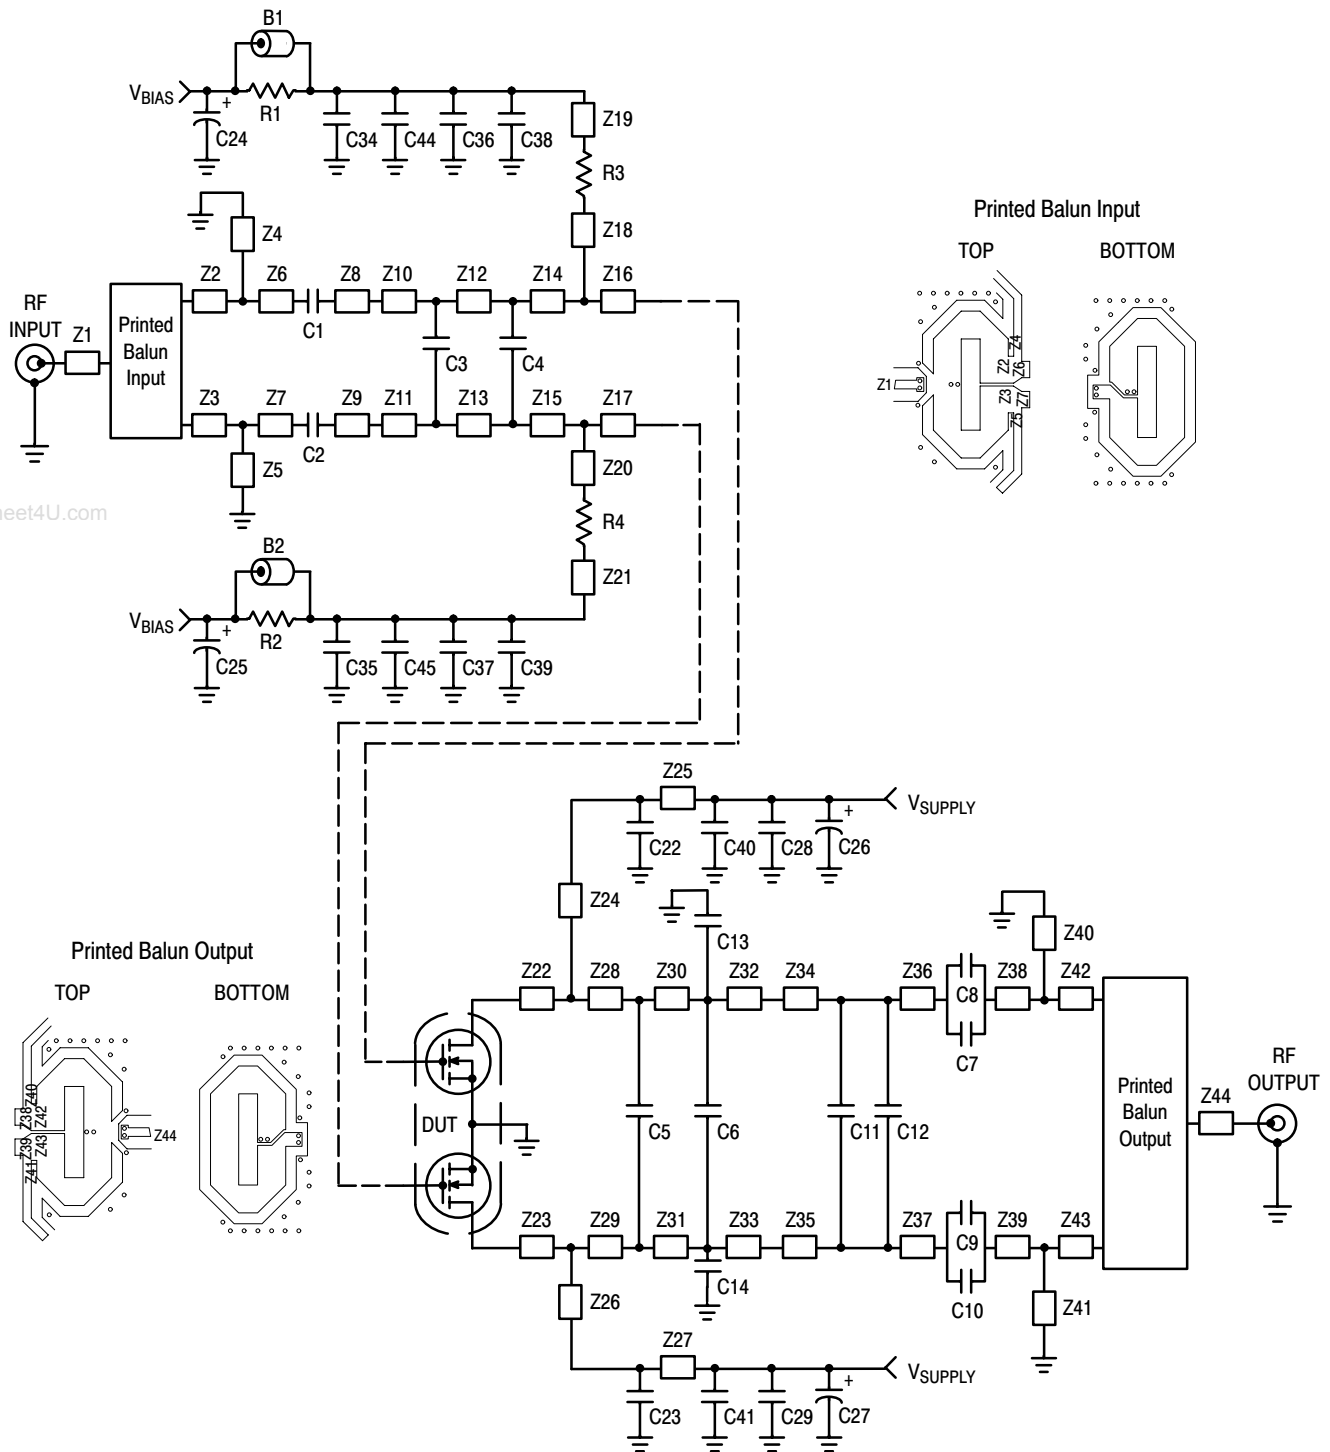 B1
VBIAS
+
R1
C24
C34
C44
C36
C38
Z19
R3
Z18
Z4
Z2
Z6
Z8
Z10
Z12
Z14
Z16
RF
INPUT
Z1
Printed
Balun
Input
C1
C3
C4
Z3
Z7
Z9
Z11
Z13
Z15
Z17
C2
Z5
Z20
R4
Z21
neet4U.com
B2
VBIAS
+
R2
C25
C35
C45
C37
C39
Printed Balun Input
TOP
BOTTOM
Z1
Z2
Z4
Z6
Z3
Z7
Z5
Z25
VSUPPLY
+
C22
C40
C28
C26
Z24
C13
Z40
Z22
Z28
Z30
Z32
Z34
Z36
C8
Z38
Z42
C7
DUT
C5
C6
C11
C12
Printed
Balun
Output
Z44
RF
OUTPUT
Z23
Z29
Z31
Z33
Z35
Z37
C9
Z39
Z43
C14
C10
Z41
Z26
Z27
VSUPPLY
+
C23
C41
C29
C27
Printed Balun Output
TOP
BOTTOM
Z40
Z38
Z42
Z39
Z43
Z41
Z44